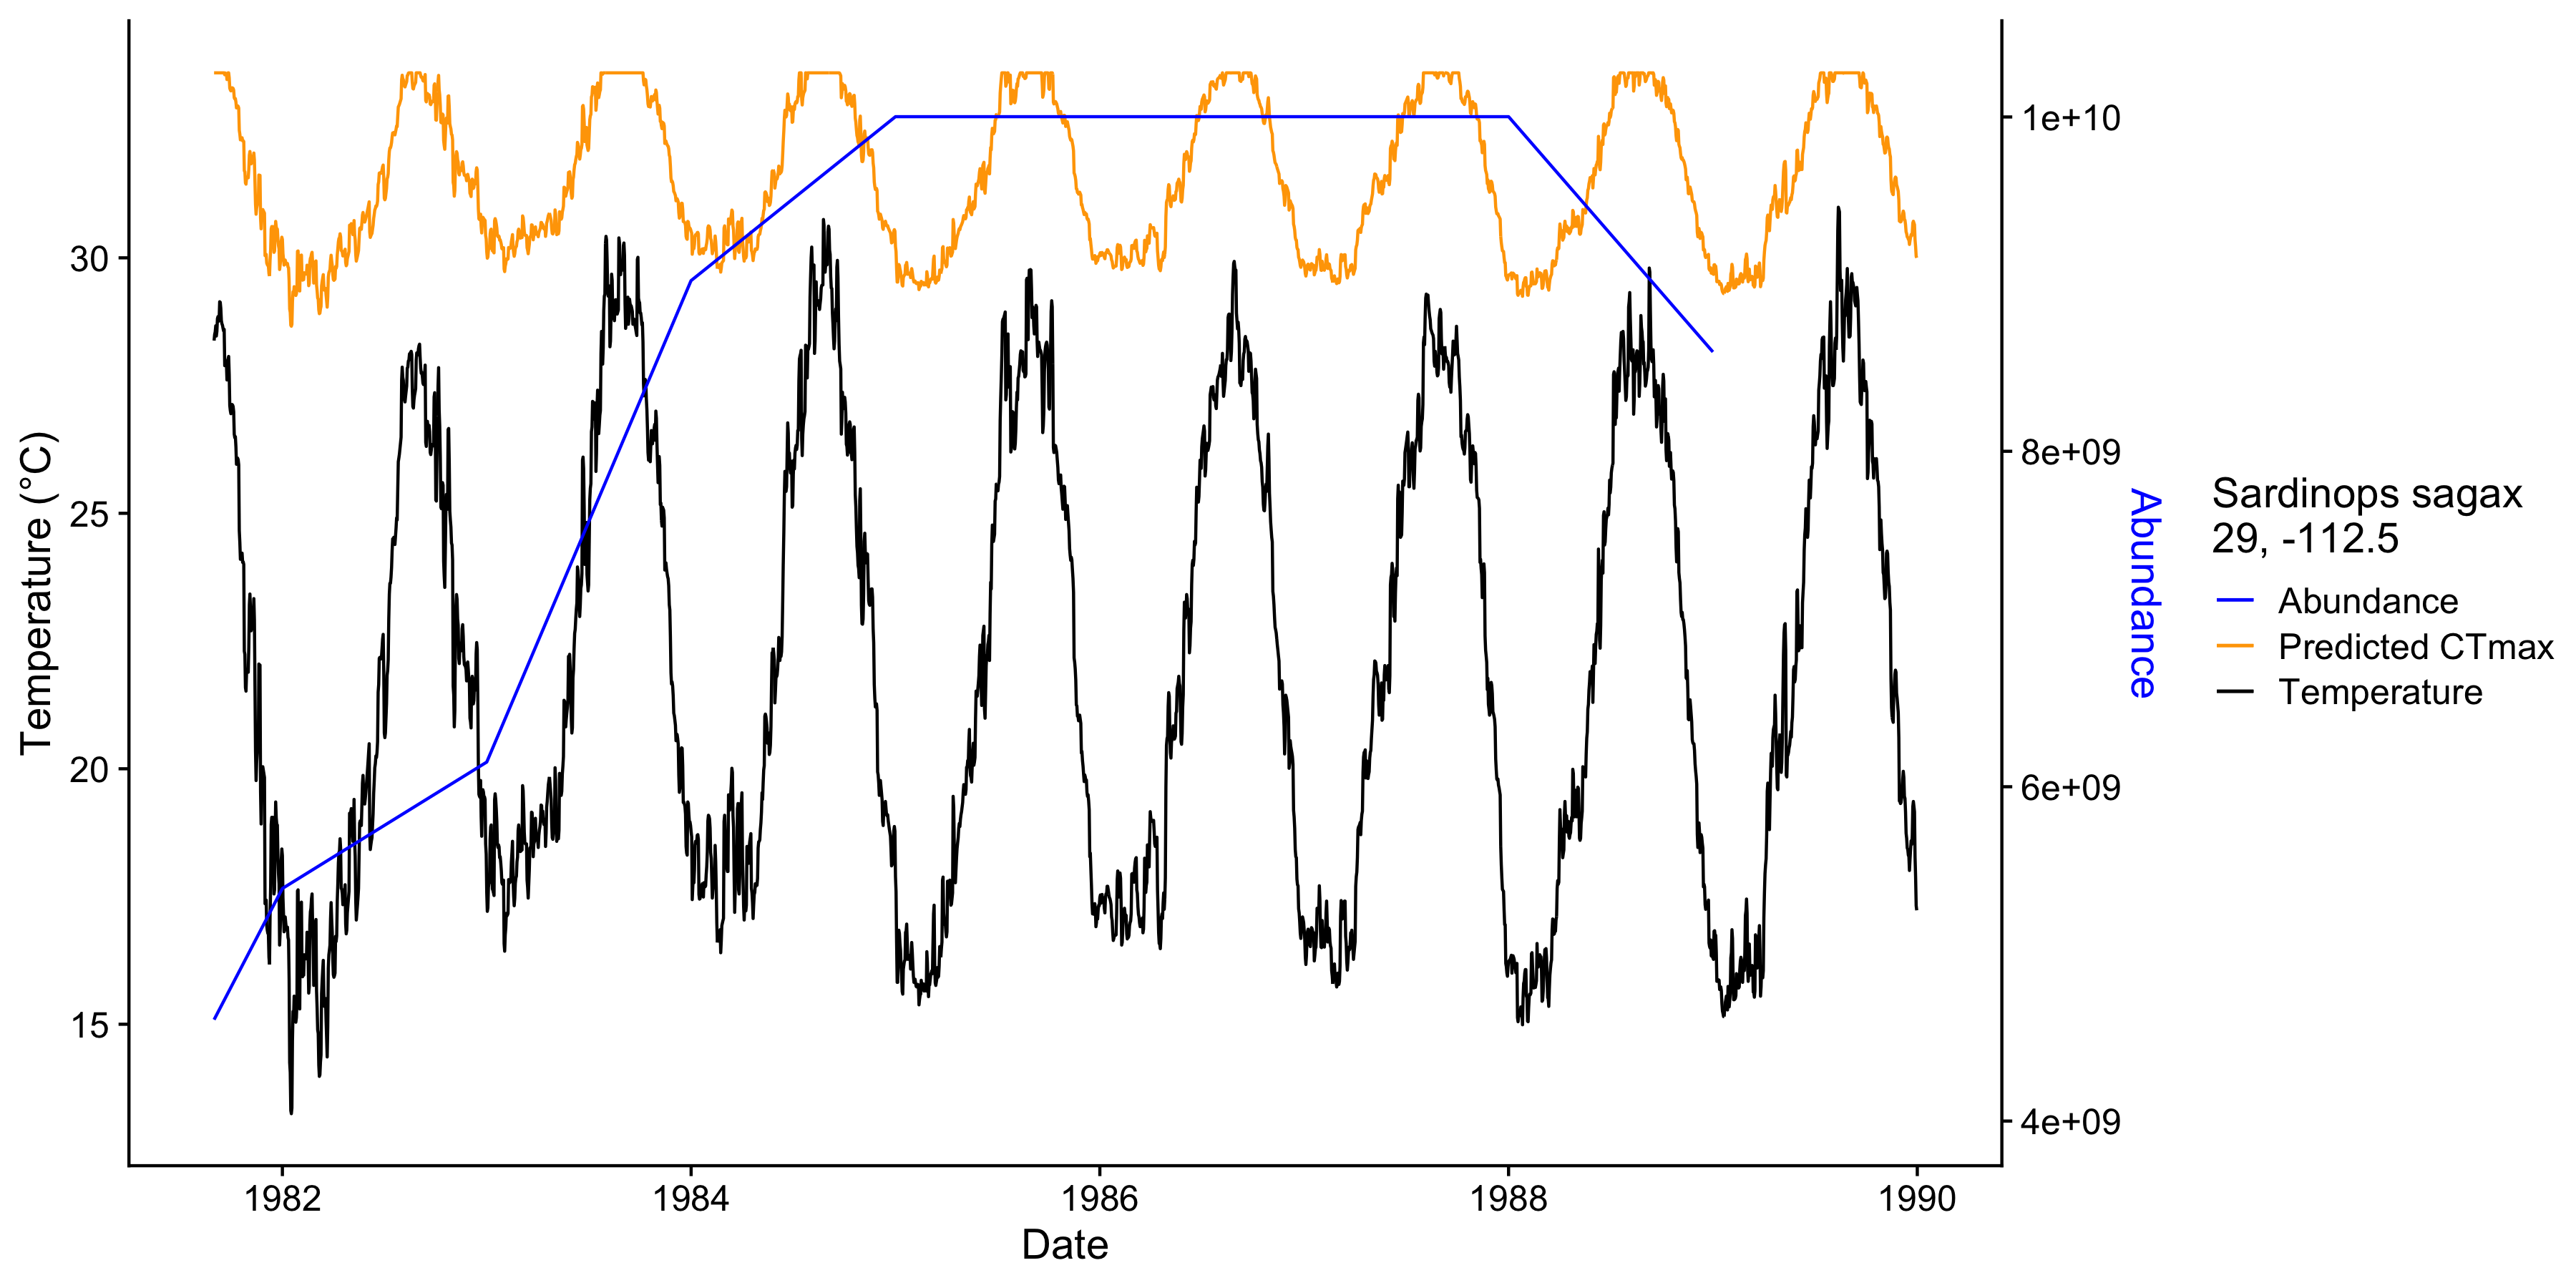 30
25
20
15
Temperature (°C)
1982
1984
1986
1988
1990
Date
1e+10
8e+09
6e+09
4e+09
Abundance
Sardinops sagax
29, -112.5
Abundance
Predicted CTmax
Temperature